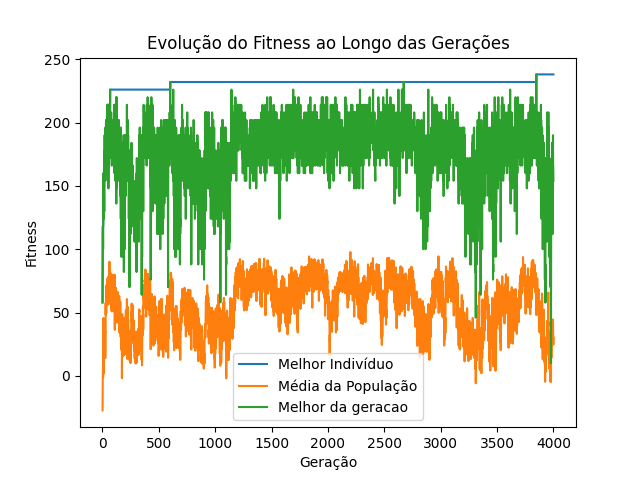 Evolução do Fitness ao Longo das Gerações
250
200
150
100
50
0
Fitness
Melhor Indivíduo
Média da População
Melhor da geracao
0 500 1000 1500 2000 2500 3000 3500 4000
Geração